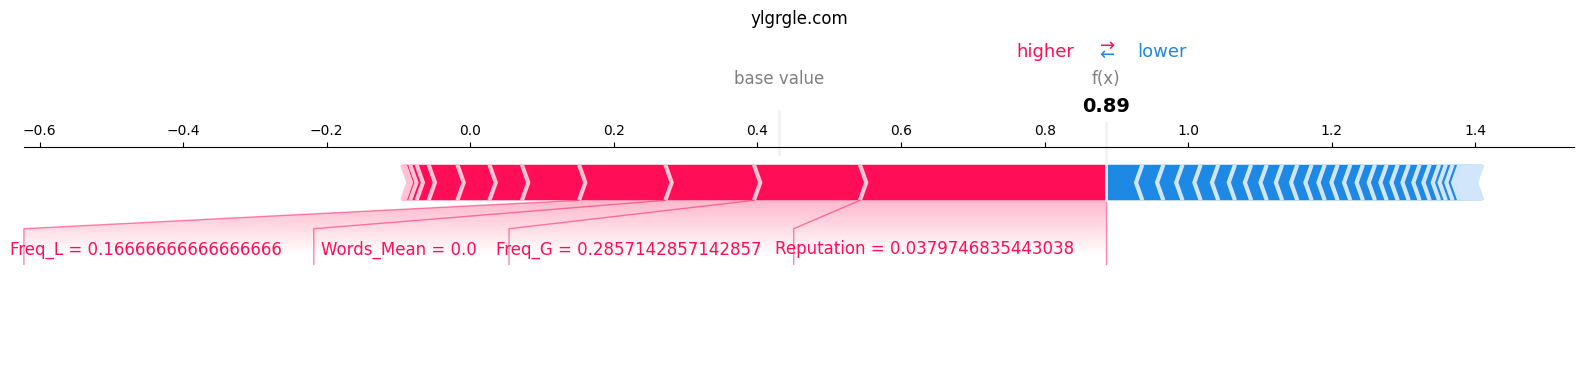 ylgrgle.com
higher ⇄ lower
base value f(x)
0.89
−0.6 −0.4 −0.2 0.0 0.2 0.4 0.6 0.8 1.0 1.2 1.4
Freq_L = 0.16666666666666666 Words_Mean = 0.0 Freq_G = 0.2857142857142857 Reputation = 0.0379746835443038